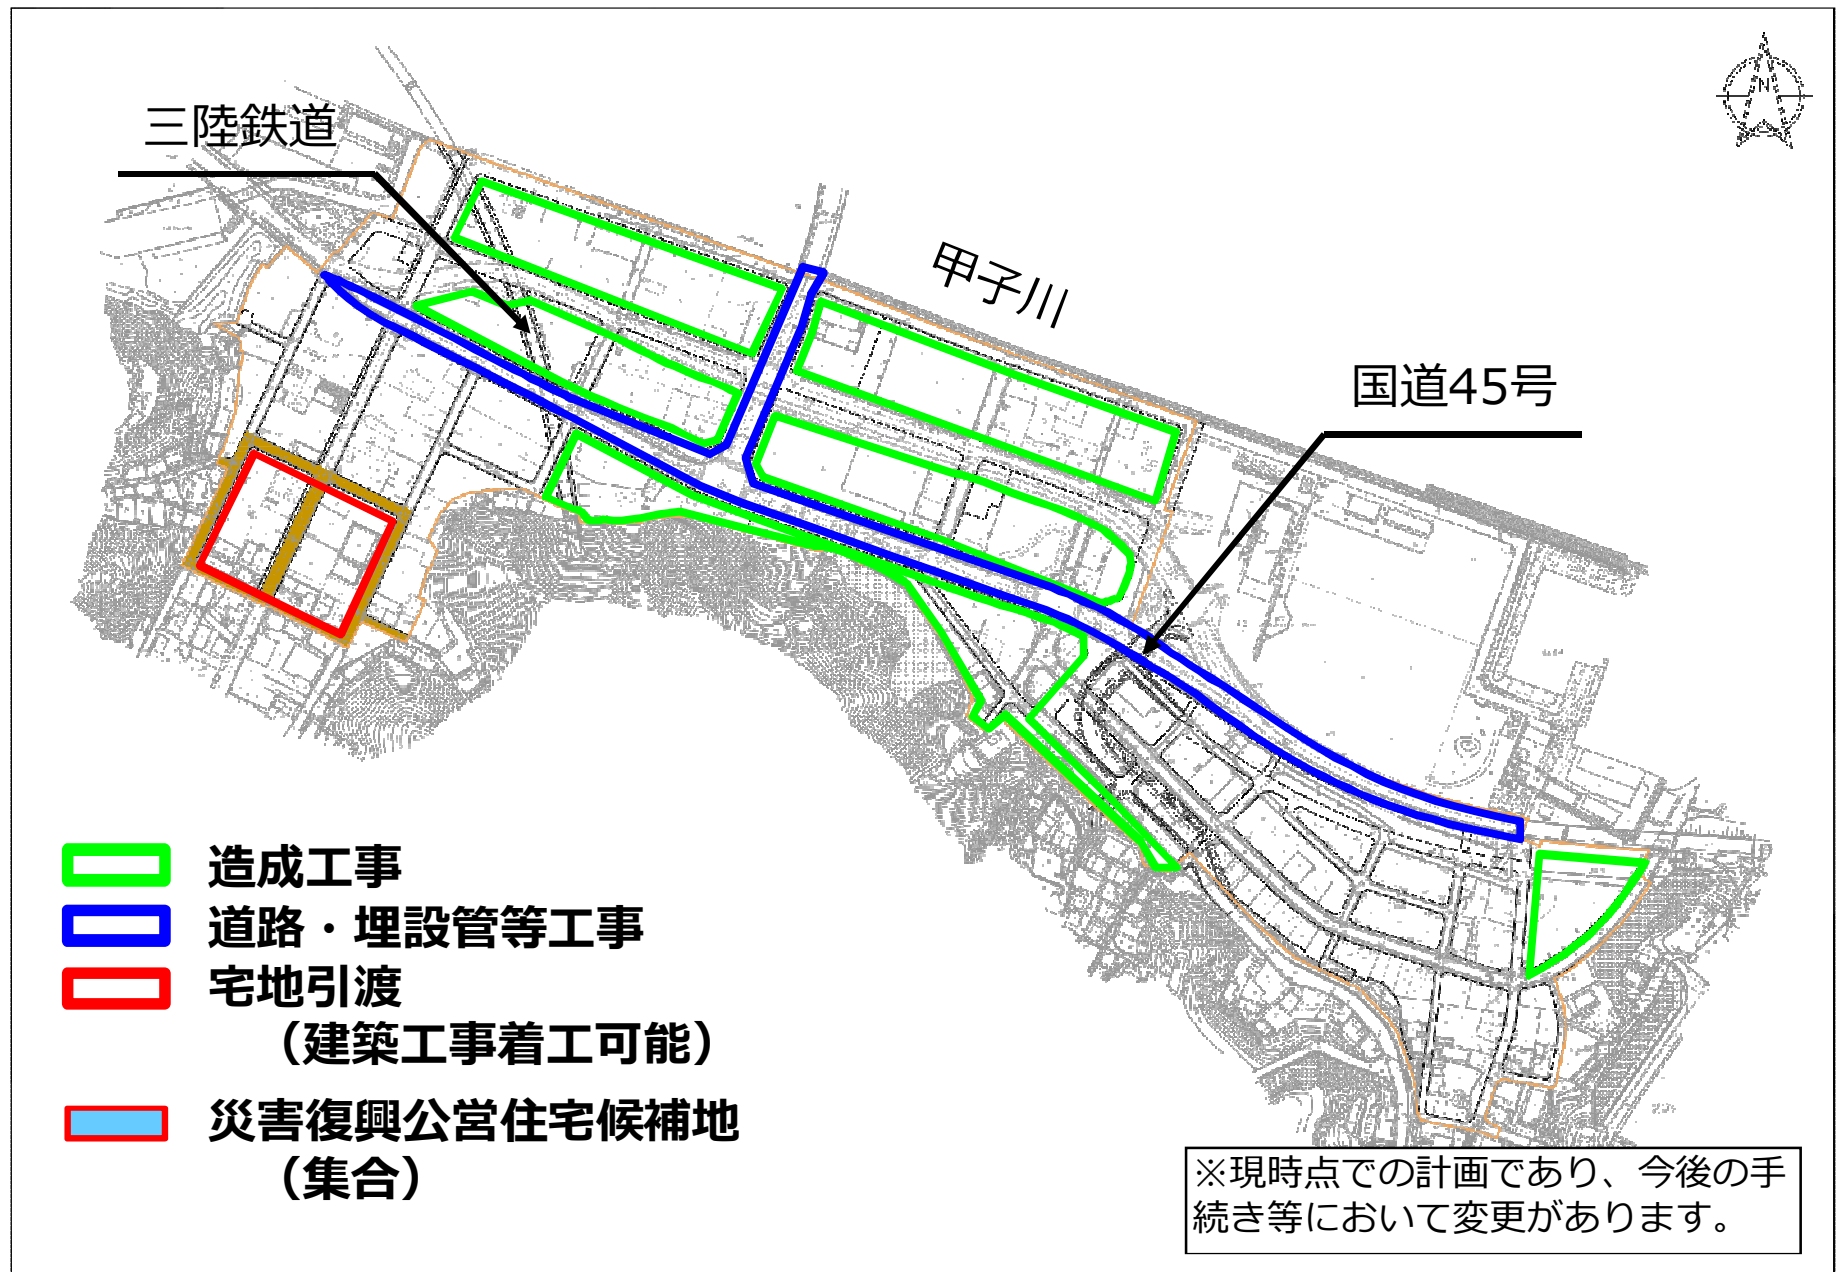 N
三陸鉄道
甲子川
国道45号
造成工事
道路・埋設管等工事
宅地引渡
（建築工事着工可能）
災害復興公営住宅候補地
（集合）
※現時点での計画であり、今後の手
続き等において変更があります。